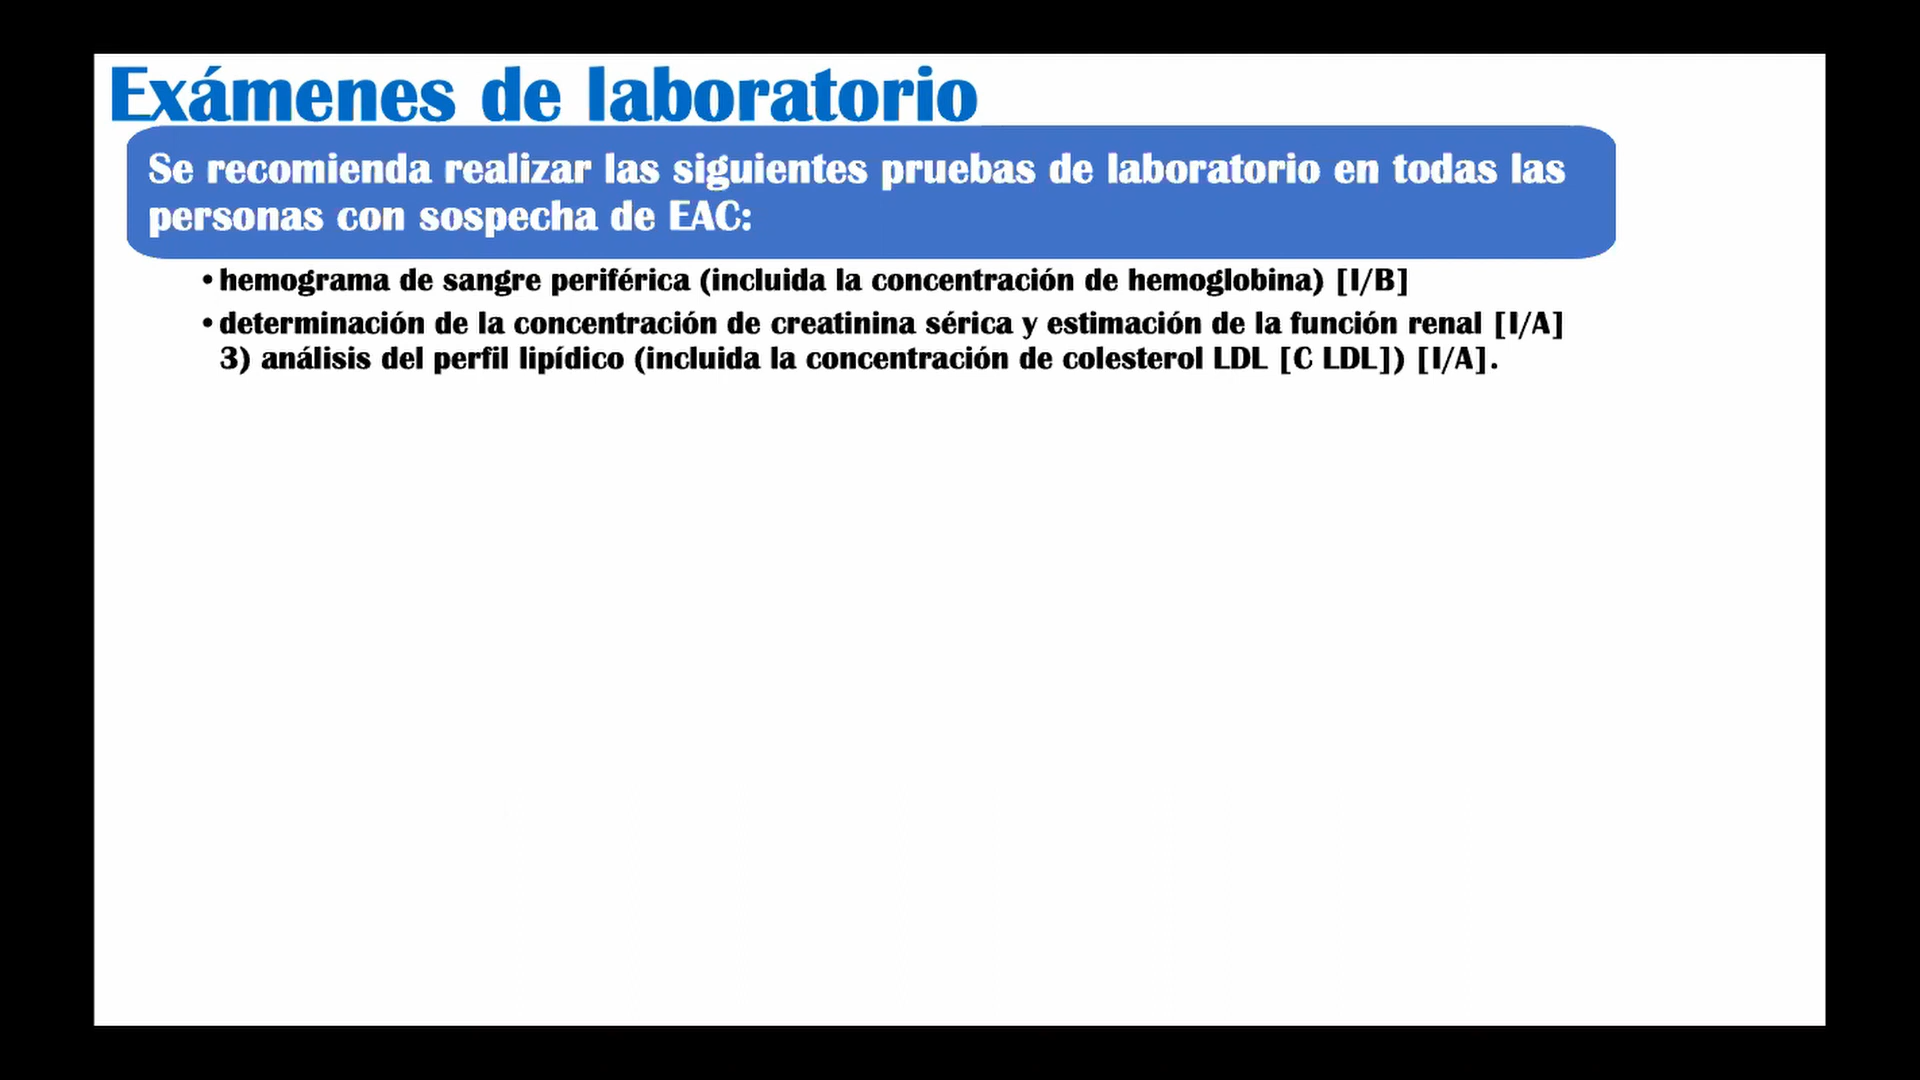 Exámenes de laboratorio
Se recomienda realizar las siguientes pruebas de laboratorio en todas las
personas con sospecha de EAC:
• hemograma de sangre periférica (incluida la concentración de hemoglobina) [I/B]
• determinación de la concentración de creatinina sérica y estimación de la función renal [I/A]
3) análisis del perfil lipídico (incluida la concentración de colesterol LDL [C LDL]) [I/A].